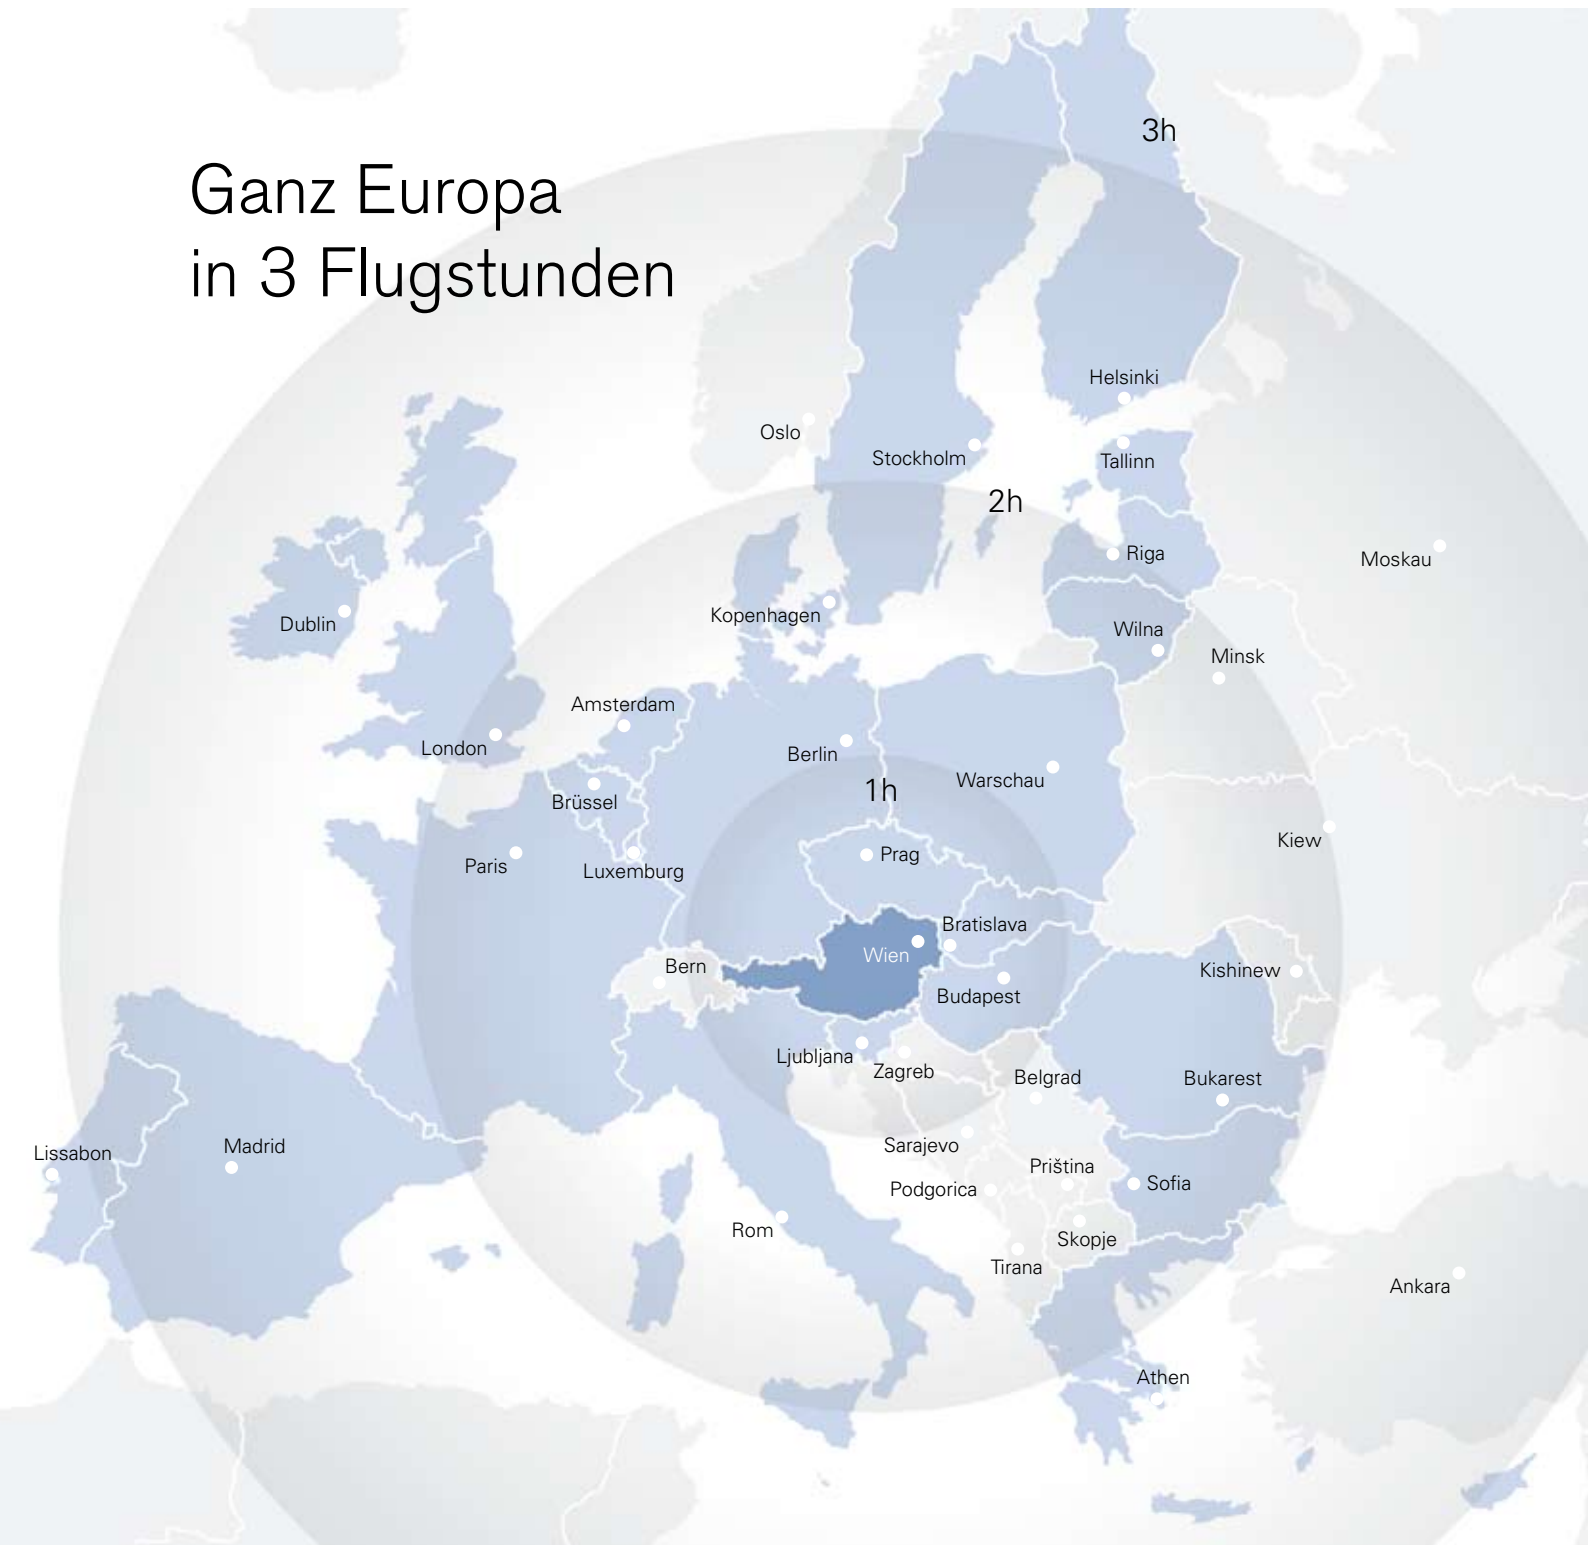 Ganz Europa
in 3 Flugstunden
3h
Helsinki
Oslo
Stockholm
Tallinn
2h
Riga
Moskau
Kopenhagen
Dublin
Wilna
Minsk
Amsterdam
London
Berlin
Warschau
1h
Brüssel
Kiew
Paris
Luxemburg
Prag
Bratislava
Wien
Bern
Kishinew
Budapest
Ljubljana
Zagreb
Belgrad
Bukarest
Sarajevo
Lissabon
Madrid
Priština
Podgorica
Sofia
Rom
Skopje
Tirana
Ankara
Athen